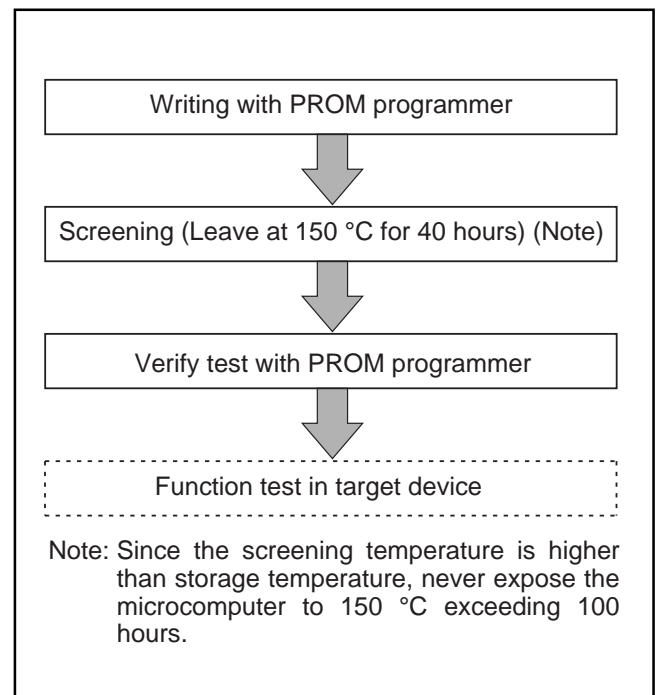 Writing with PROM programmer
Screening (Leave at 150 °C for 40 hours) (Note)
Verify test with PROM programmer
Function test in target device
Note: Since the screening temperature is higher
than storage temperature, never expose the
microcomputer to 150 °C exceeding 100
hours.